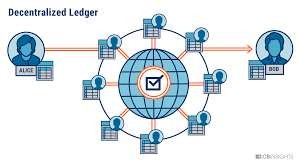 Decentralized Ledger
ALICE
BOB
CBINSIGHTS